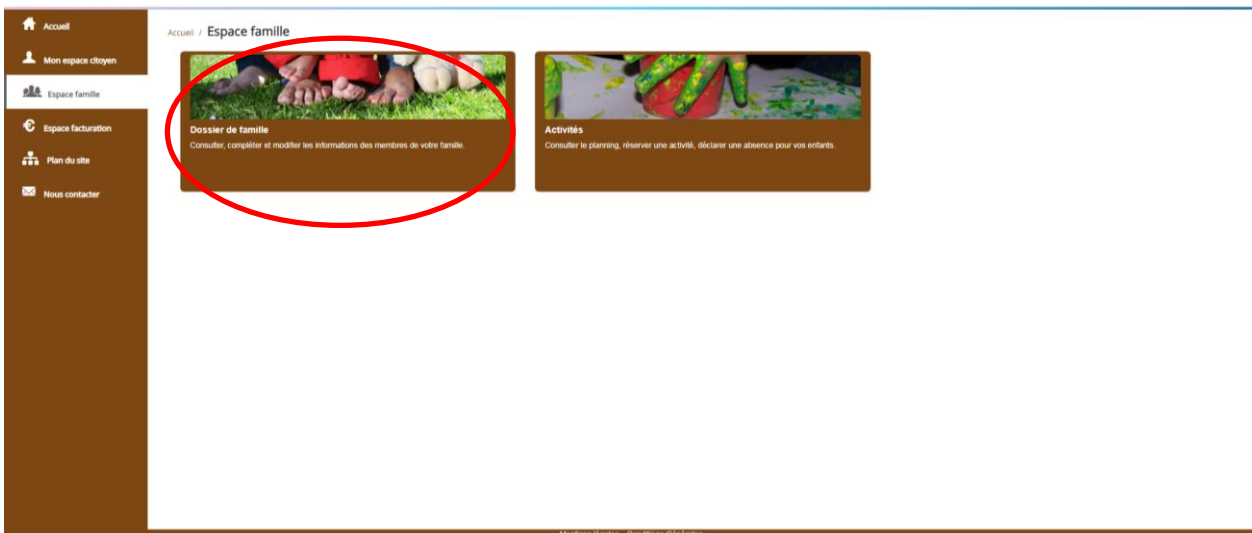 Accueil
Mon espace citoyen
Espace famille
Espace facturation
Plan du site
Nous contacter
Accueil / Espace famille
Dossier de famille
Consulter, compléter et modifier les informations des membres de votre famille.
Activités
Consulter le planning, réserver une activité, déclarer une absence pour vos enfants.